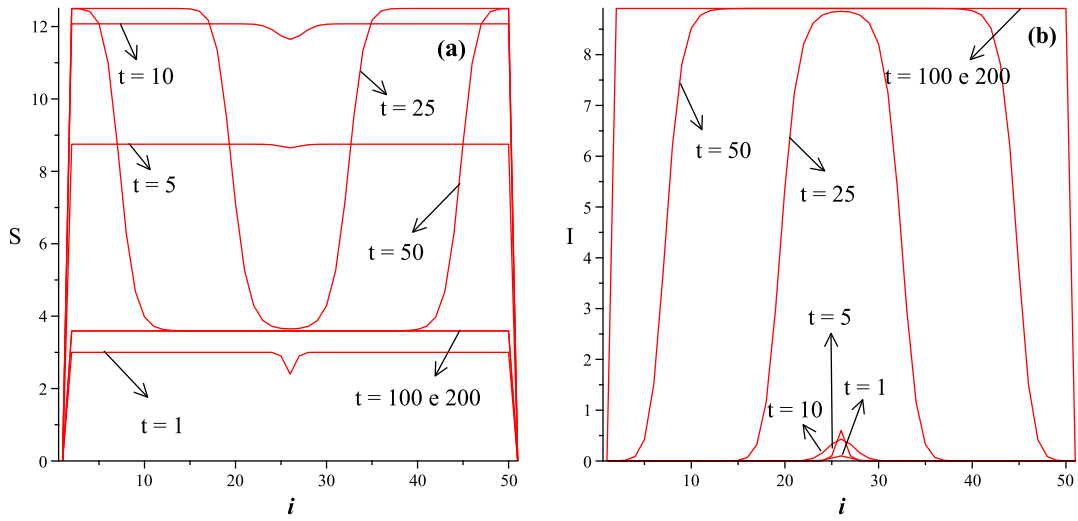 (a)
12
t = 10
t = 25
10
t = 5
8
S
t = 50
6
4
t = 100 e 200
2
t = 1
0
10
20
30
40
50
i
(b)
8
t = 100 e 200
7
t = 50
6
t = 25
5
I
4
3
t = 5
2
t = 1
t = 10
1
0
10
20
30
40
50
i